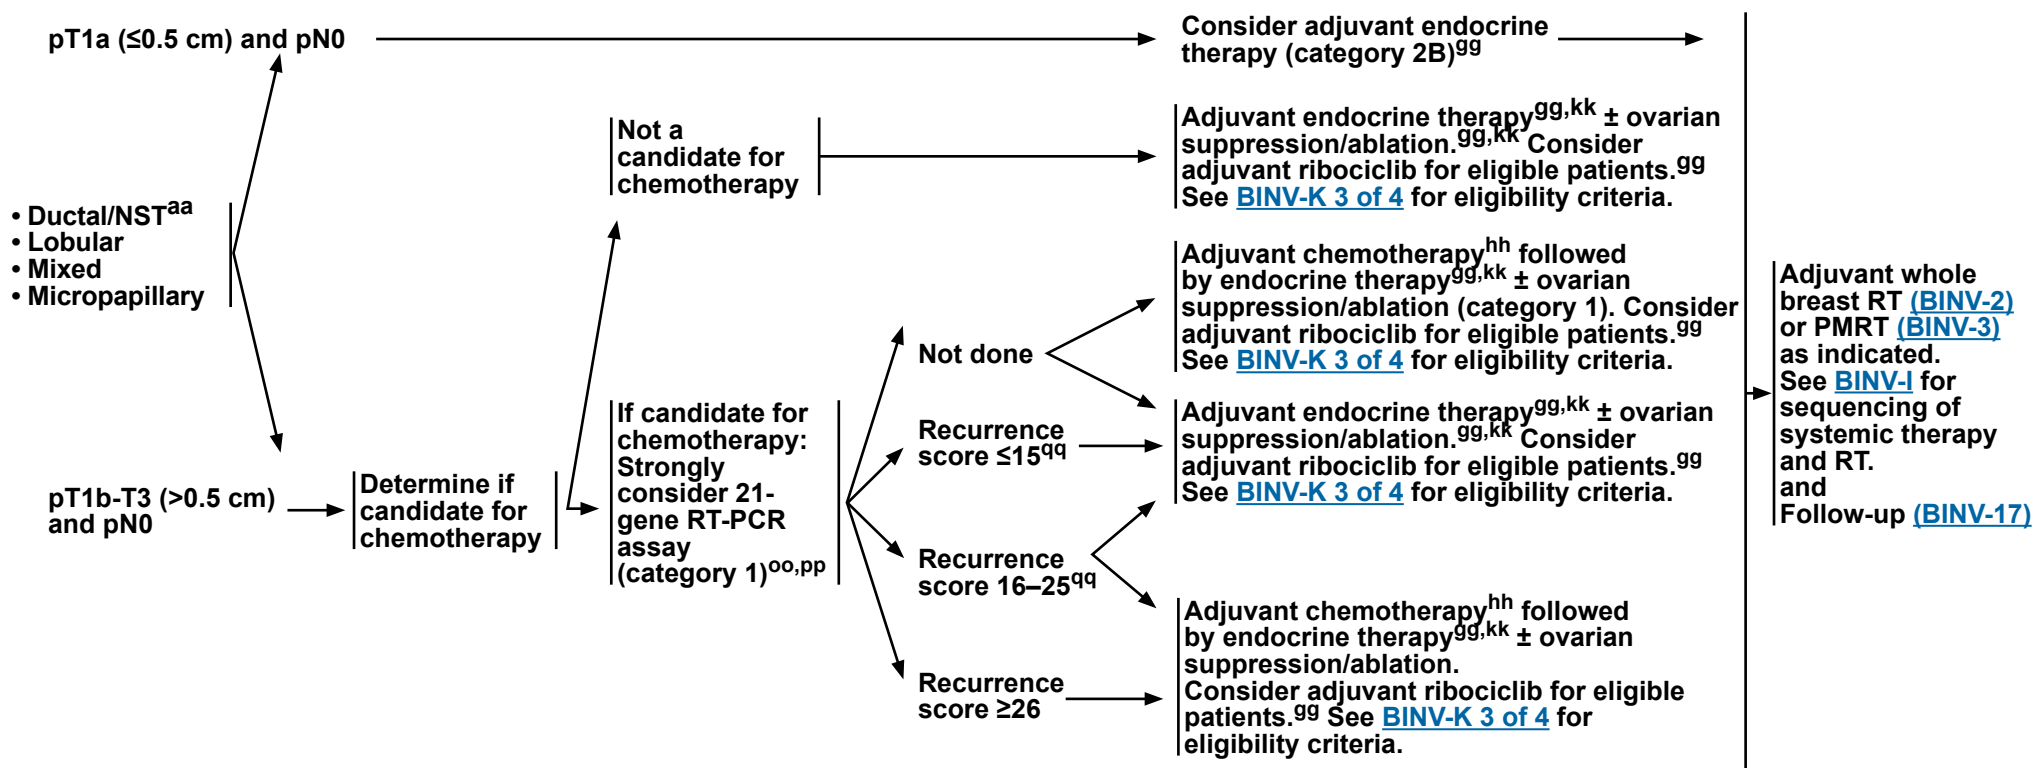 pT1a (≤0.5 cm) and pN0
Consider adjuvant endocrine
therapy (category 2B)gg
Not a
candidate for
chemotherapy
Adjuvant endocrine therapygg,kk ± ovarian
suppression/ablation.gg,kk Consider
adjuvant ribociclib for eligible patients.gg
See BINV-K 3 of 4 for eligibility criteria.
• Ductal/NSTaa
• Lobular
• Mixed
• Micropapillary
Adjuvant chemotherapyhh followed
by endocrine therapygg,kk ± ovarian
suppression/ablation (category 1). Consider
adjuvant ribociclib for eligible patients.gg
See BINV-K 3 of 4 for eligibility criteria.
Not done
pT1b-T3 (>0.5 cm)
and pN0
Determine if
candidate for
chemotherapy
If candidate for
chemotherapy:
Strongly
consider 21-
gene RT-PCR
assay
(category 1)oo,pp
Recurrence
score ≤15qq
Adjuvant endocrine therapygg,kk ± ovarian
suppression/ablation.gg,kk Consider
adjuvant ribociclib for eligible patients.gg
See BINV-K 3 of 4 for eligibility criteria.
Recurrence
score 16–25qq
Recurrence
score ≥26
Adjuvant chemotherapyhh followed
by endocrine therapygg,kk ± ovarian
suppression/ablation.
Consider adjuvant ribociclib for eligible
patients.gg See BINV-K 3 of 4 for
eligibility criteria.
Adjuvant whole
breast RT (BINV-2)
or PMRT (BINV-3)
as indicated.
See BINV-I for
sequencing of
systemic therapy
and RT.
and
Follow-up (BINV-17)